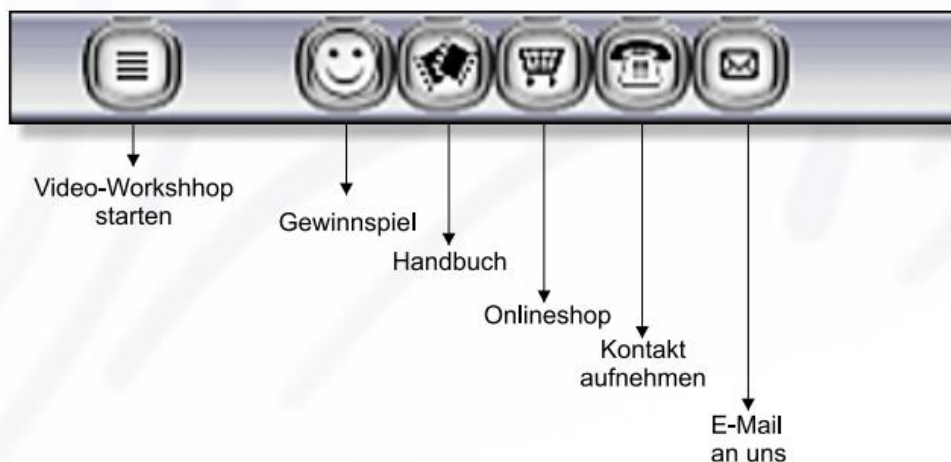 Video-Workshhop
starten
Gewinnspiel
Handbuch
Onlineshop
Kontakt
aufnehmen
E-Mail
an uns